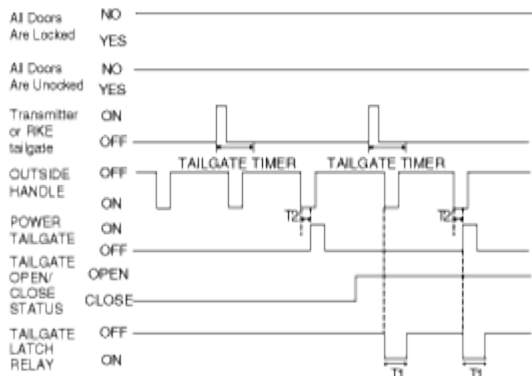 All Doors NO
Are Locked YES
All Doors NO
Are Unocked YES
Transmitter ON
or RKE
tailgate OFF
TAILGATE TIMER TAILGATE TIMER
OUTSIDE OFF
HANDLE ON
T2 T2
POWER ON
TAILGATE OFF
TAILGATE
OPEN/ OPEN
CLOSE CLOSE
STATUS
TAILGATE OFF
LATCH
RELAY ON
T1 T1